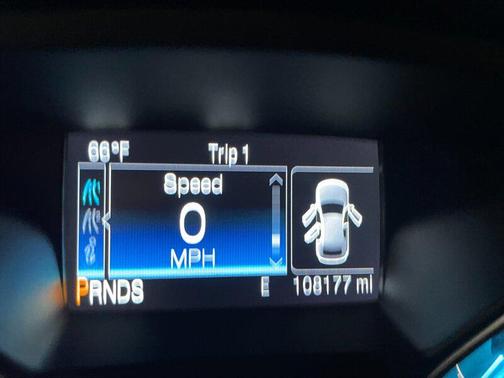 66°F Trip 1
Speed
0
MPH
PRNDS E 108177 mi